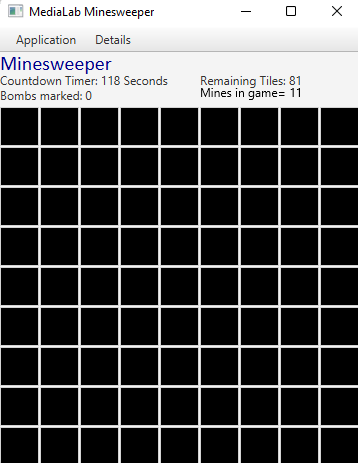 MediaLab Minesweeper
Application Details
Minesweeper
Countdown Timer: 118 Seconds
Remaining Tiles: 81
Bombs marked: 0
Mines in game= 11